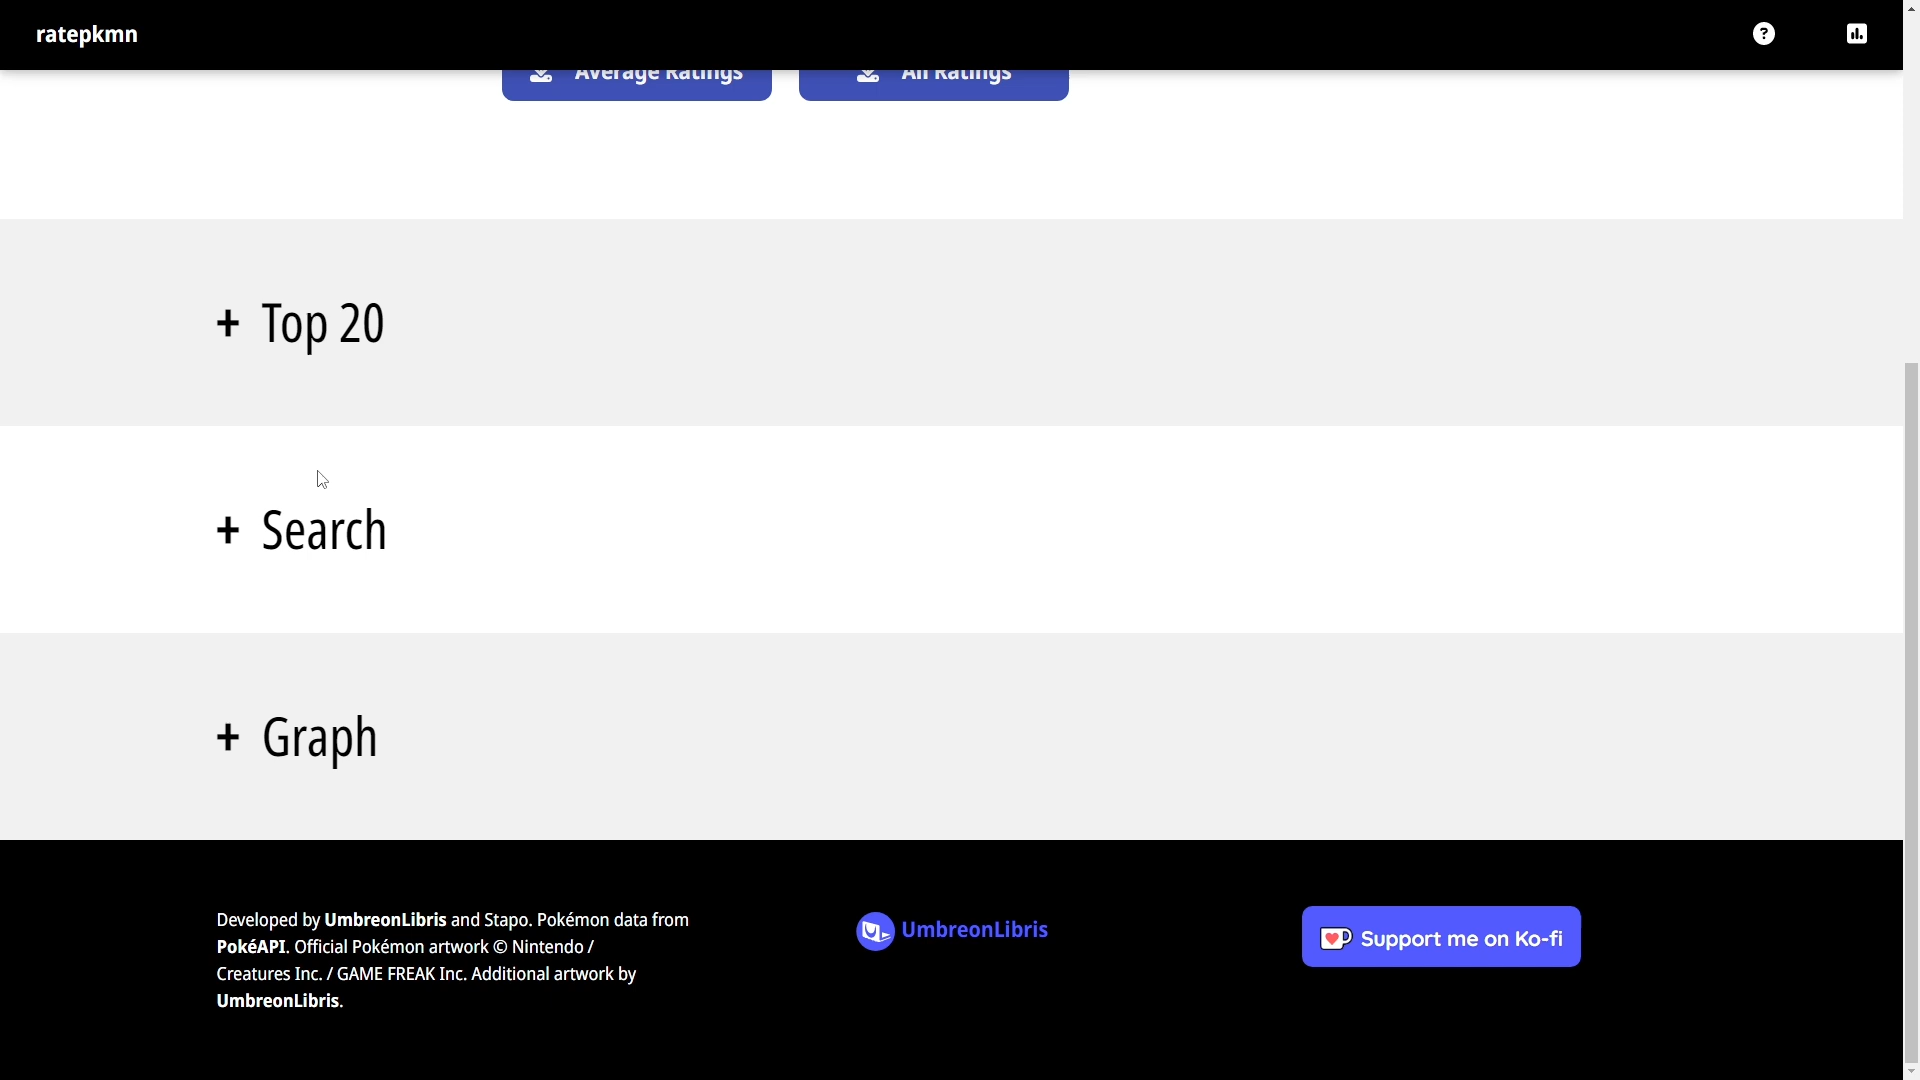 ratepkmn
Average Ratings
All Ratings
+ Top 20
+ Search
+ Graph
Developed by UmbreonLibris and Stapo. Pokémon data from
PokéAPI. Official Pokémon artwork © Nintendo /
Creatures Inc. / GAME FREAK Inc. Additional artwork by
UmbreonLibris.
UmbreonLibris
Support me on Ko-fi